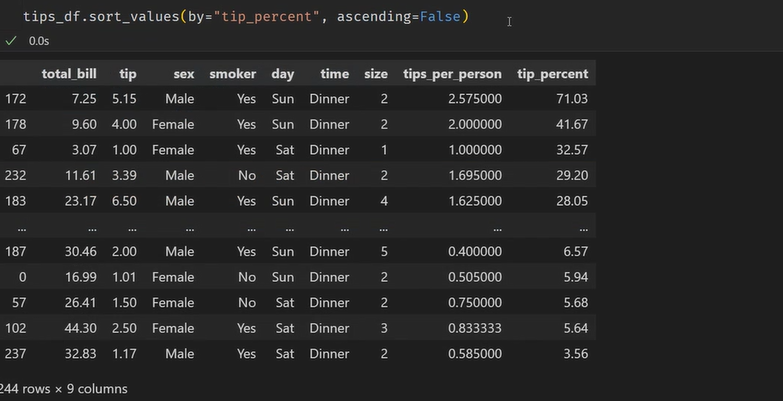 tips_df.sort_values(by="tip_percent", ascending=False)
0.0s
total_bill tip sex smoker day time size tips_per_person tip_percent
172 7.25 5.15 Male Yes Sun Dinner 2 2.575000 71.03
178 9.60 4.00 Female Yes Sun Dinner 2 2.000000 41.67
67 3.07 1.00 Female Yes Sat Dinner 1 1.000000 32.57
232 11.61 3.39 Male No Sat Dinner 2 1.695000 29.20
183 23.17 6.50 Male Yes Sun Dinner 4 1.625000 28.05
... ... ... ... ... ... ... ... ... ...
187 30.46 2.00 Male Yes Sun Dinner 5 0.400000 6.57
0 16.99 1.01 Female No Sun Dinner 2 0.505000 5.94
57 26.41 1.50 Female No Sat Dinner 2 0.750000 5.68
102 44.30 2.50 Female Yes Sat Dinner 3 0.833333 5.64
237 32.83 1.17 Male Yes Sat Dinner 2 0.585000 3.56
244 rows × 9 columns